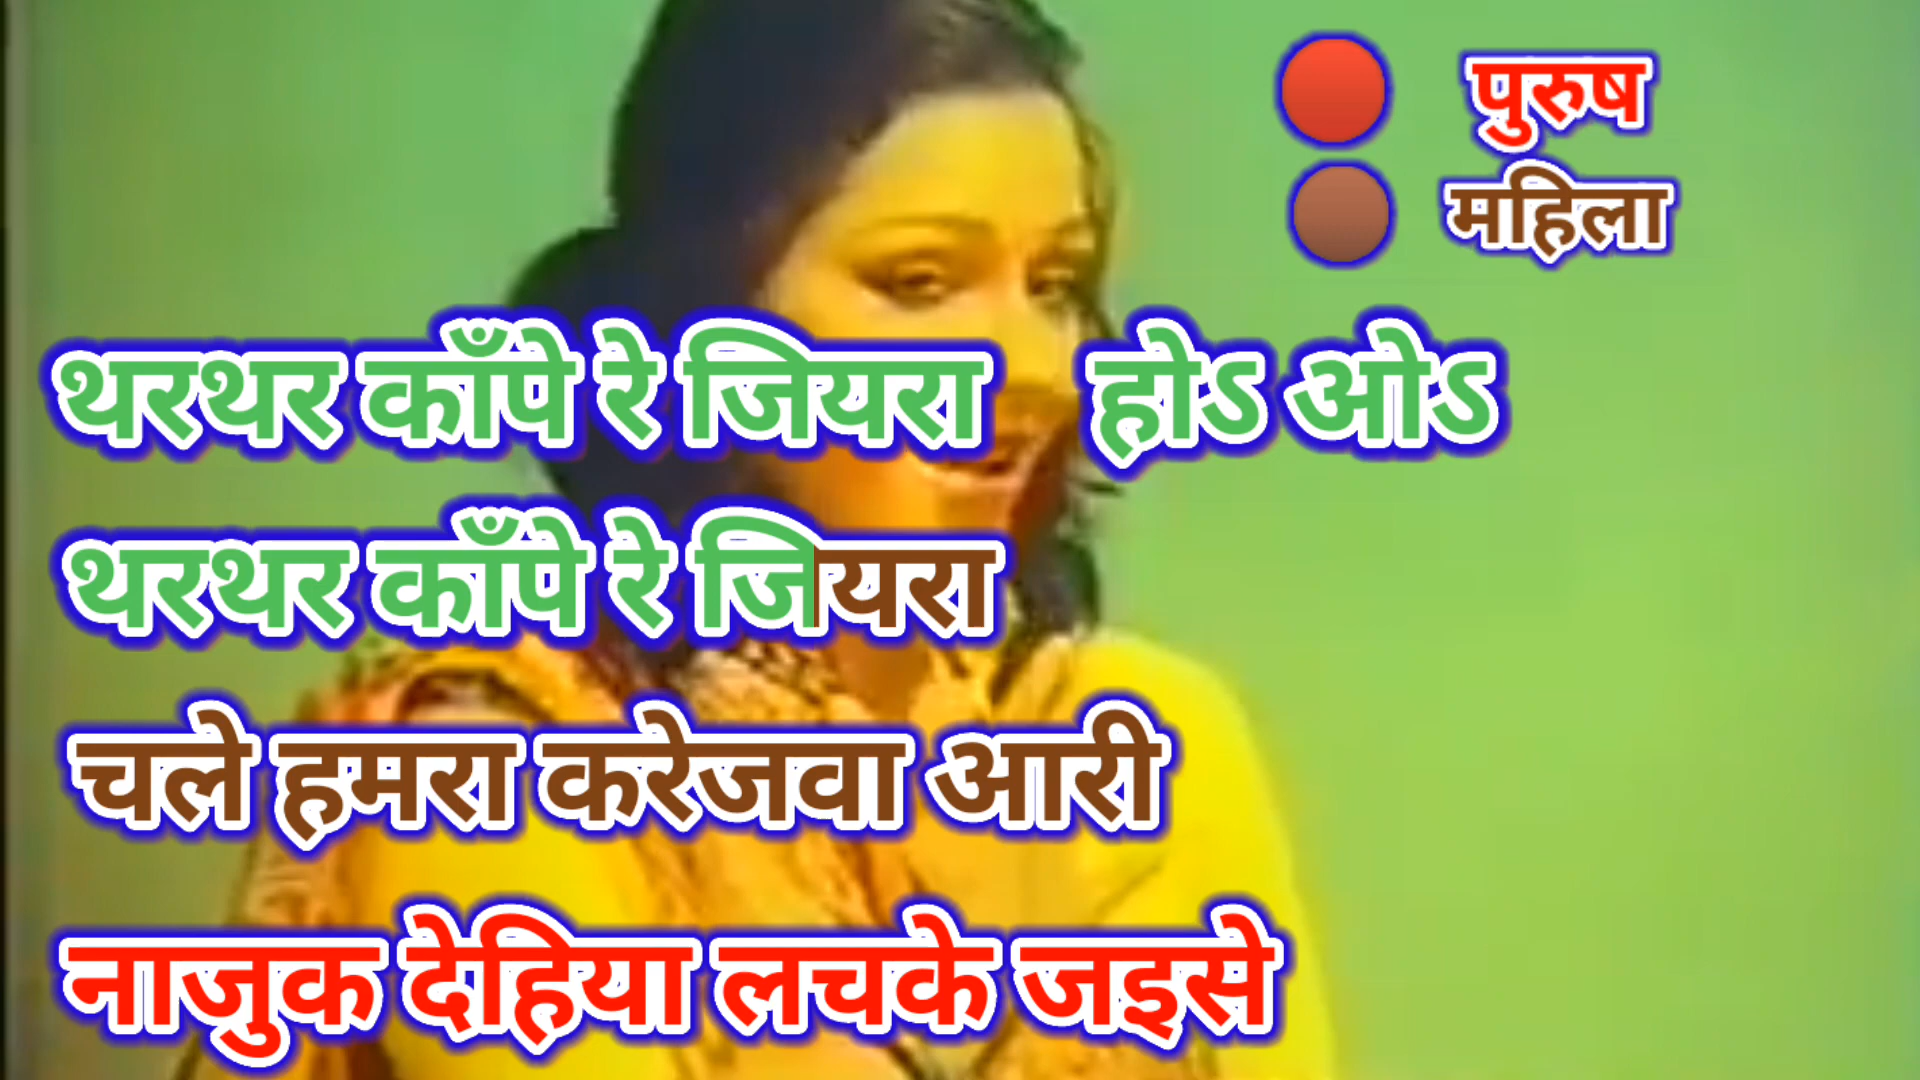 पुरुष
महिला
थरथर काँपे रे जियरा होऽ ओऽ
थरथर काँपे रे जियरा
चले हमरा करेजवा आरी
नाजुक देहिया लचके जइसे